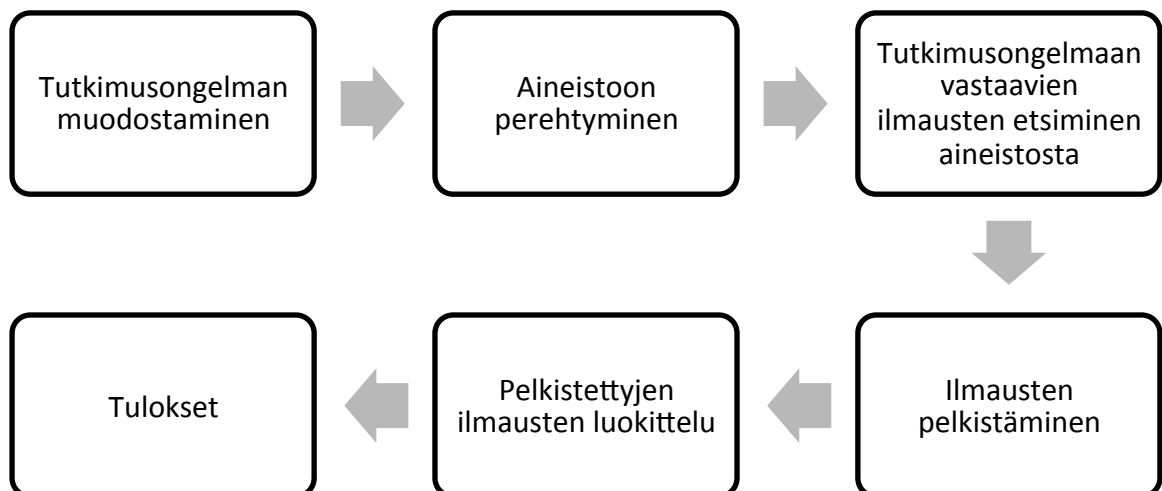 Tutkimusongelman
muodostaminen
Aineistoon
perehtyminen
Tutkimusongelmaan
vastaavien
ilmausten etsiminen
aineistosta
Ilmausten
pelkistäminen
Pelkistettyjen
ilmausten luokittelu
Tulokset